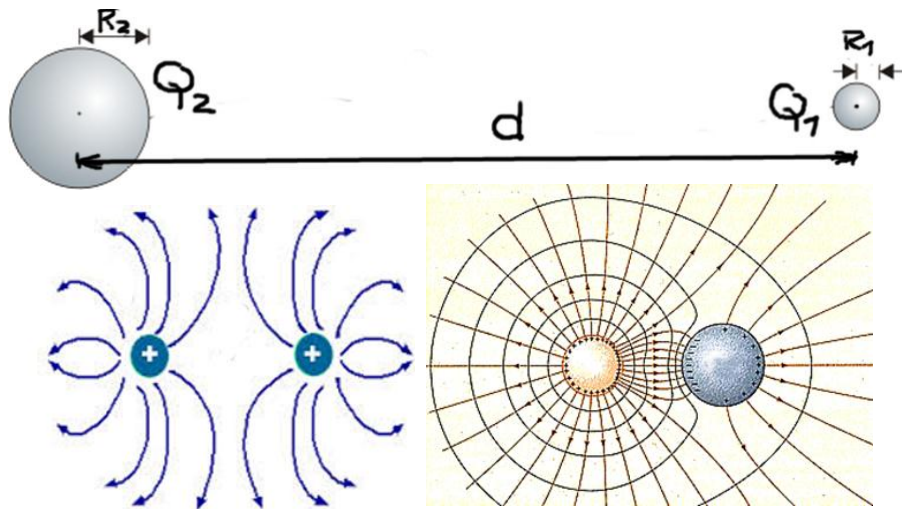 R₂
R₁
Q₂
Q₁
d
+ +